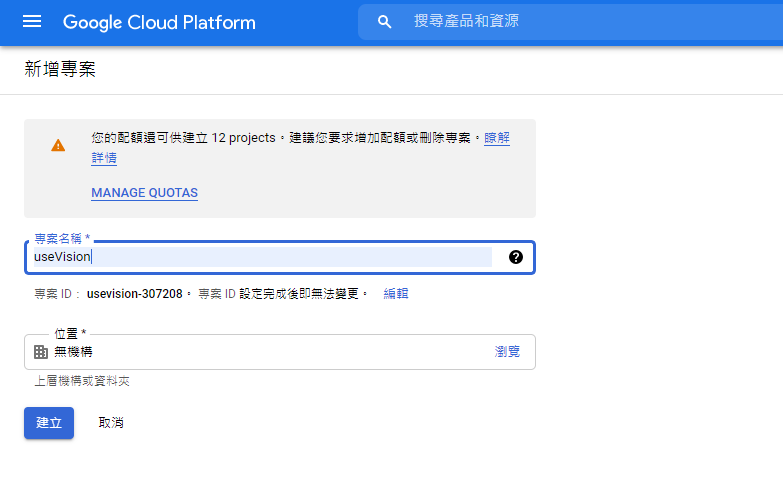 Google Cloud Platform
搜尋產品和資源
新增專案
您的配額還可供建立 12 projects。建議您要求增加配額或刪除專案。瞭解
詳情
MANAGE QUOTAS
專案名稱 *
useVision
專案 ID： usevision-307208。 專案 ID 設定完成後即無法變更。 編輯
位置 *
無機構
瀏覽
上層機構或資料夾
建立 取消